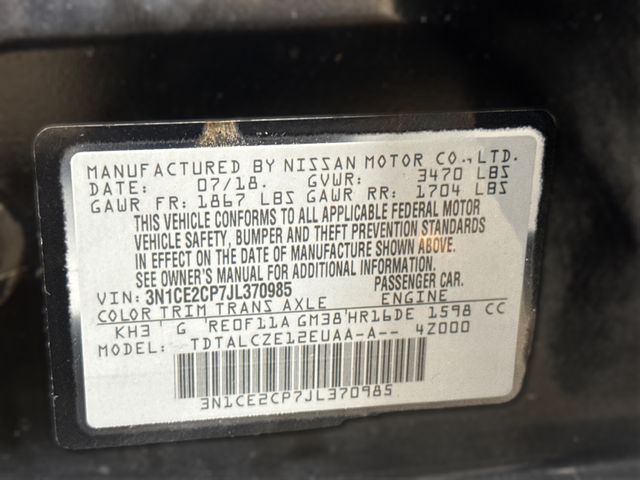 MANUFACTURED BY NISSAN MOTOR CO.,LTD.
DATE: 07/18. GVWR: 3470 LBS
GAWR FR: 1867 LBS GAWR RR: 1704 LBS
THIS VEHICLE CONFORMS TO ALL APPLICABLE FEDERAL MOTOR
VEHICLE SAFETY, BUMPER AND THEFT PREVENTION STANDARDS
IN EFFECT ON THE DATE OF MANUFACTURE SHOWN ABOVE.
SEE OWNER'S MANUAL FOR ADDITIONAL INFORMATION.
VIN: 3N1CE2CP7JL370985 PASSENGER CAR.
COLOR TRIM TRANS AXLE ENGINE
KH3 G RE0F11A GM38 HR16DE 1598 CC
MODEL: TDTALCZE12EUAA-A-- 4Z000
3N1CE2CP7JL370985